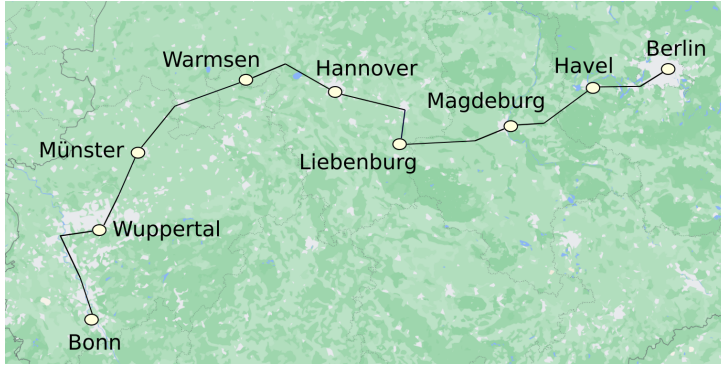 Berlin
Warmsen
Hannover
Havel
Magdeburg
Münster
Liebenburg
Wuppertal
Bonn